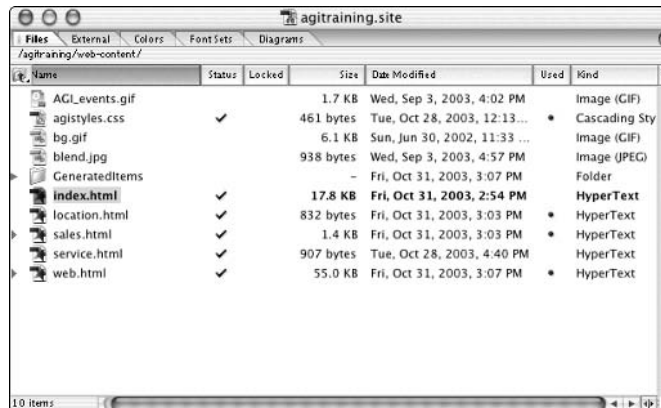 agitraining.site
Files External Colors Font Sets Diagrams
/agitraining/web-content/
Name Status Locked Size Date Modified Used Kind
AGI_events.gif 1.7 KB Wed, Sep 3, 2003, 4:02 PM Image (GIF)
agistyles.css ✓ 461 bytes Tue, Oct 28, 2003, 12:13... • Cascading Sty
bg.gif 6.1 KB Sun, Jun 30, 2002, 11:33 ... Image (GIF)
blend.jpg 938 bytes Wed, Sep 3, 2003, 4:57 PM Image (JPEG)
GeneratedItems – Fri, Oct 31, 2003, 3:07 PM Folder
index.html ✓ 17.8 KB Fri, Oct 31, 2003, 2:54 PM HyperText
location.html ✓ 832 bytes Fri, Oct 31, 2003, 3:03 PM • HyperText
sales.html ✓ 1.4 KB Fri, Oct 31, 2003, 3:03 PM • HyperText
service.html ✓ 907 bytes Tue, Oct 28, 2003, 4:40 PM HyperText
web.html ✓ 55.0 KB Fri, Oct 31, 2003, 3:07 PM • HyperText
10 items